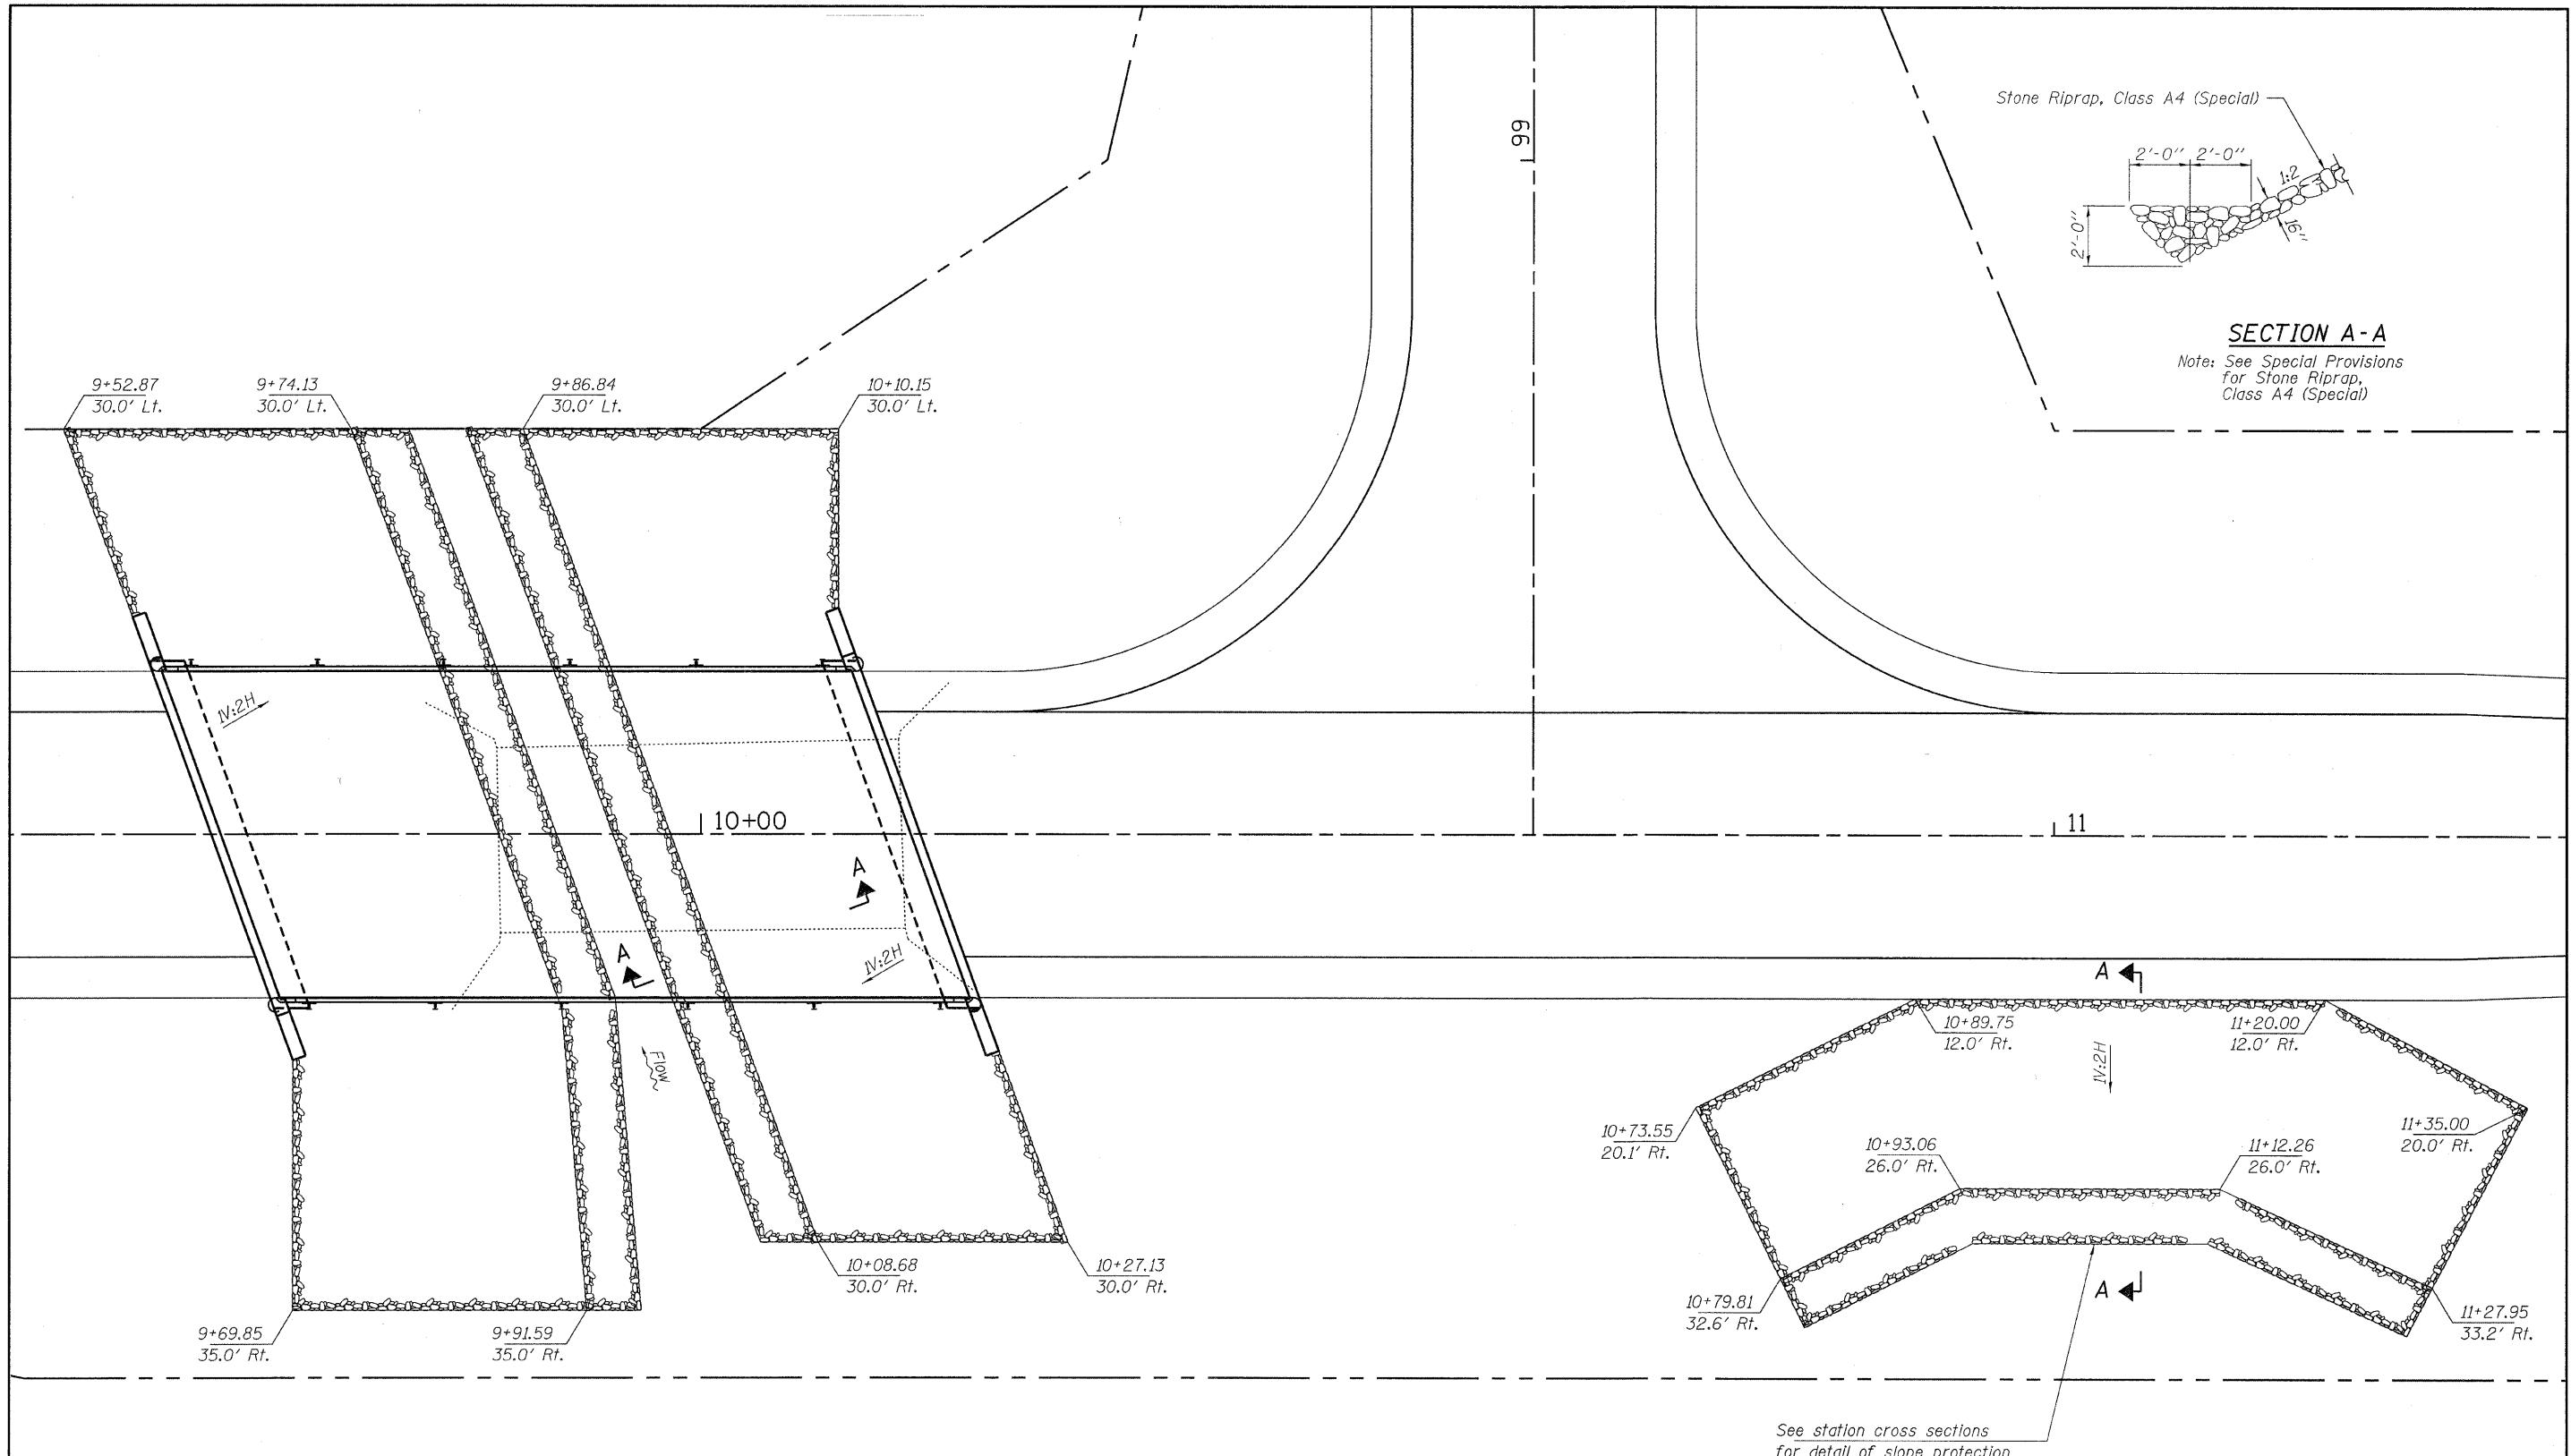 99
Stone Riprap, Class A4 (Special)
2'-0" 2'-0"
1:2
2'-0"
16"
SECTION A-A
Note: See Special Provisions
for Stone Riprap,
Class A4 (Special)
9+52.87
30.0' Lt.
9+74.13
30.0' Lt.
9+86.84
30.0' Lt.
10+10.15
30.0' Lt.
1V:2H
10+00
11
A
A
1V:2H
Flow
A
10+89.75
12.0' Rt.
11+20.00
12.0' Rt.
1V:2H
10+73.55
20.1' Rt.
10+93.06
26.0' Rt.
11+12.26
26.0' Rt.
11+35.00
20.0' Rt.
10+08.68
30.0' Rt.
10+27.13
30.0' Rt.
A
10+79.81
32.6' Rt.
11+27.95
33.2' Rt.
9+69.85
35.0' Rt.
9+91.59
35.0' Rt.
See station cross sections
for detail of slope protection